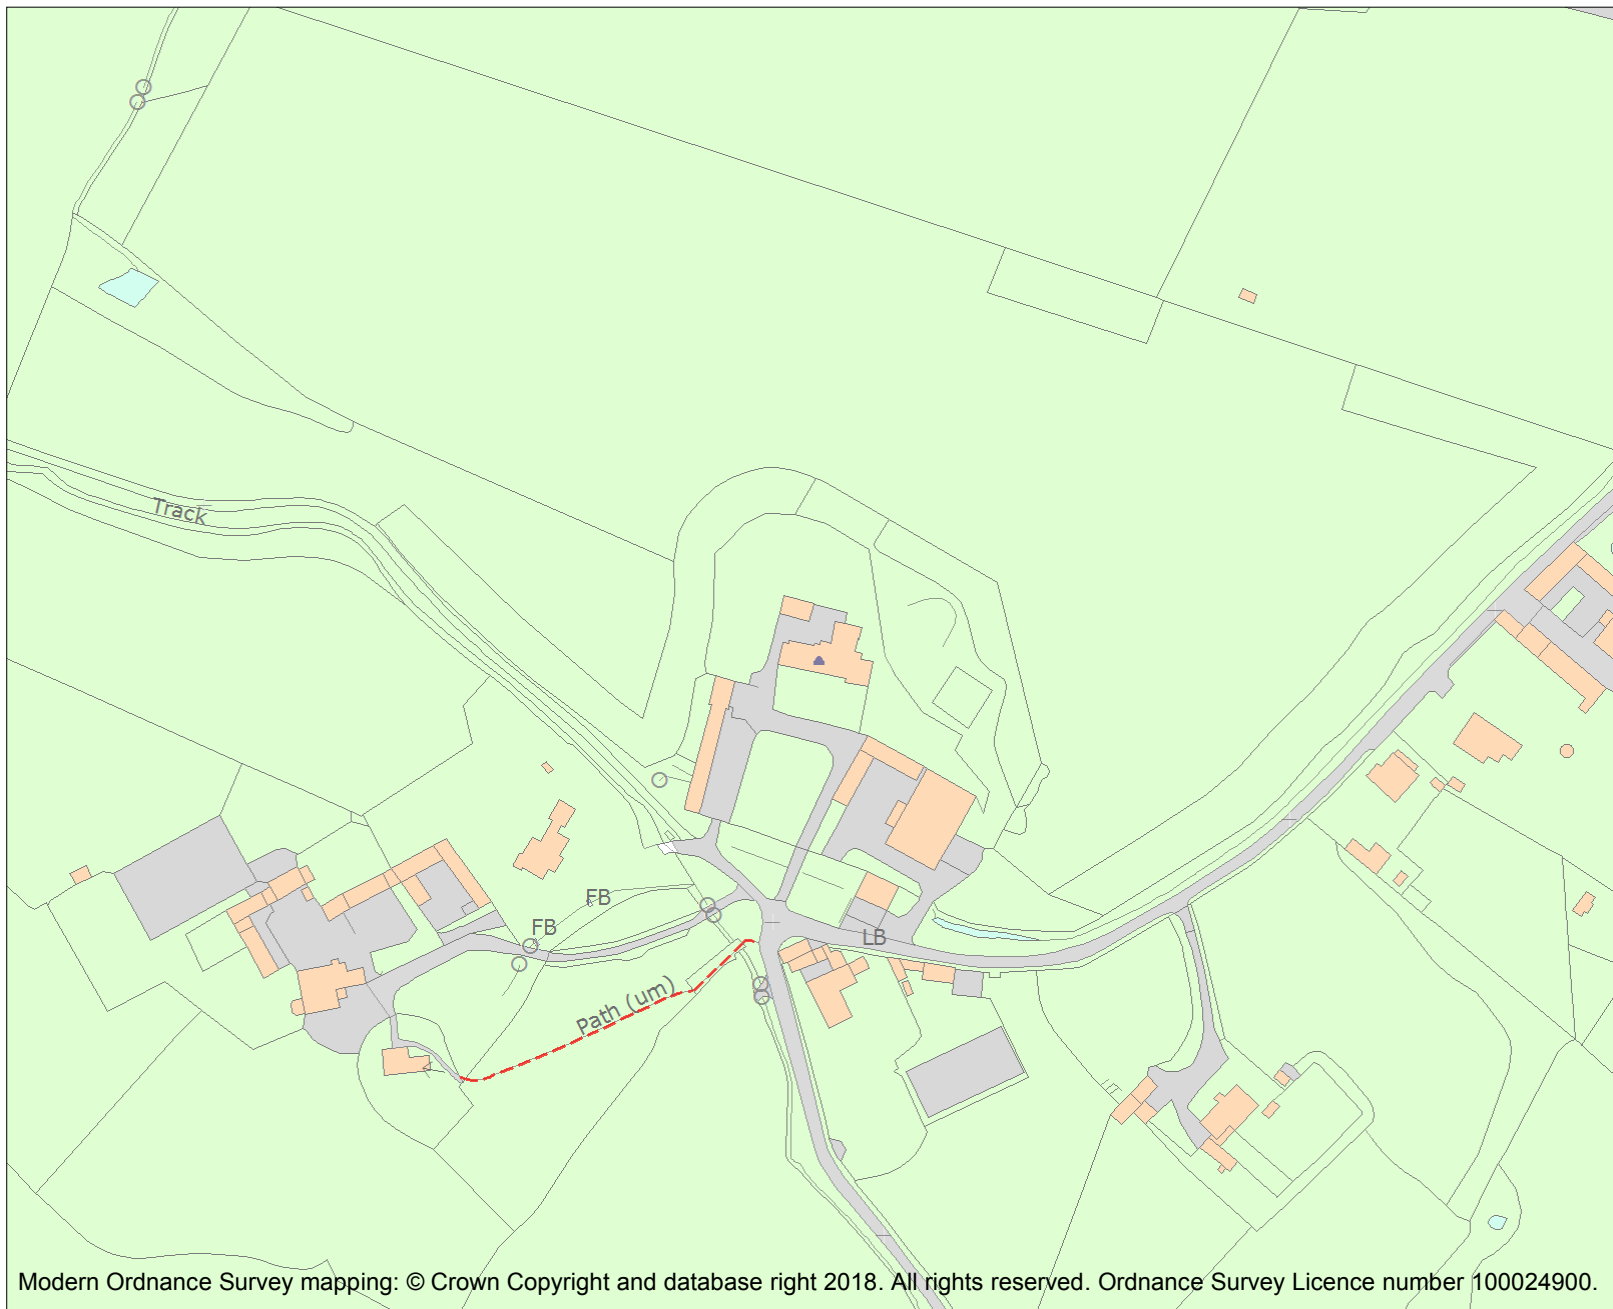 Track
FB
FB
LB
Path (um)
Modern Ordnance Survey mapping: © Crown Copyright and database right 2018. All rights reserved. Ordnance Survey Licence number 100024900.